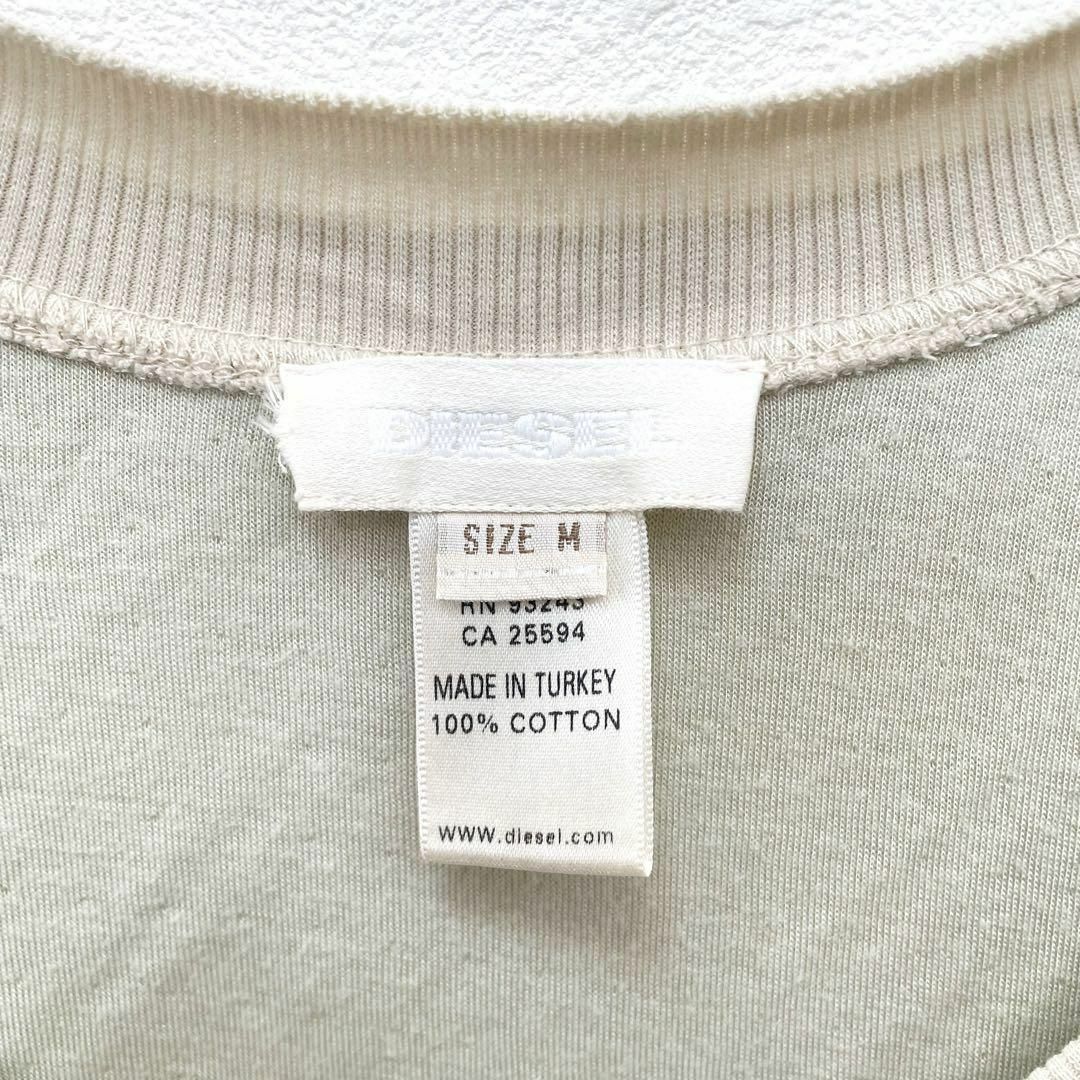 DIESEL
SIZE M
RN 93243
CA 25594
MADE IN TURKEY
100% COTTON
www.diesel.com